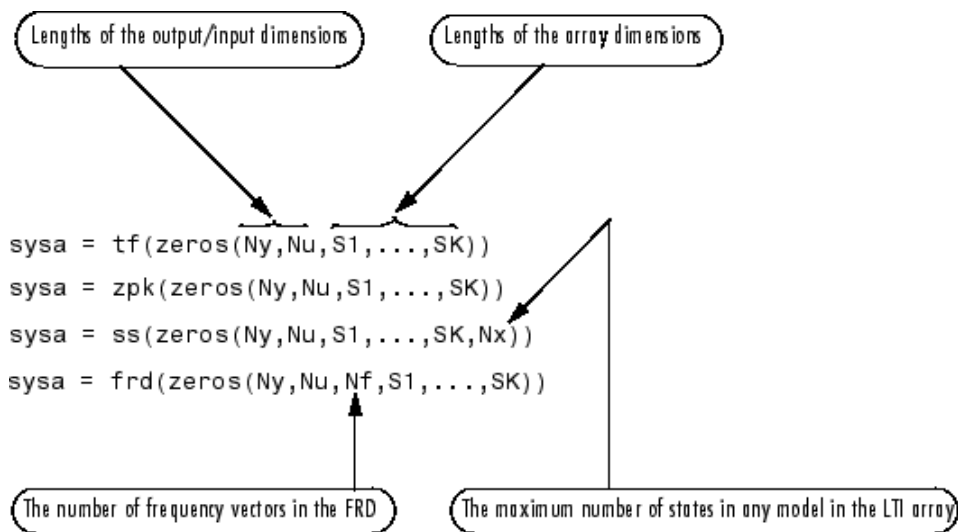 Lengths of the output/input dimensions
Lengths of the array dimensions
sysa = tf(zeros(Ny,Nu,S1,...,SK))
sysa = zpk(zeros(Ny,Nu,S1,...,SK))
sysa = ss(zeros(Ny,Nu,S1,...,SK,Nx))
sysa = frd(zeros(Ny,Nu,Nf,S1,...,SK))
The number of frequency vectors in the FRD
The maximum number of states in any model in the LTI array